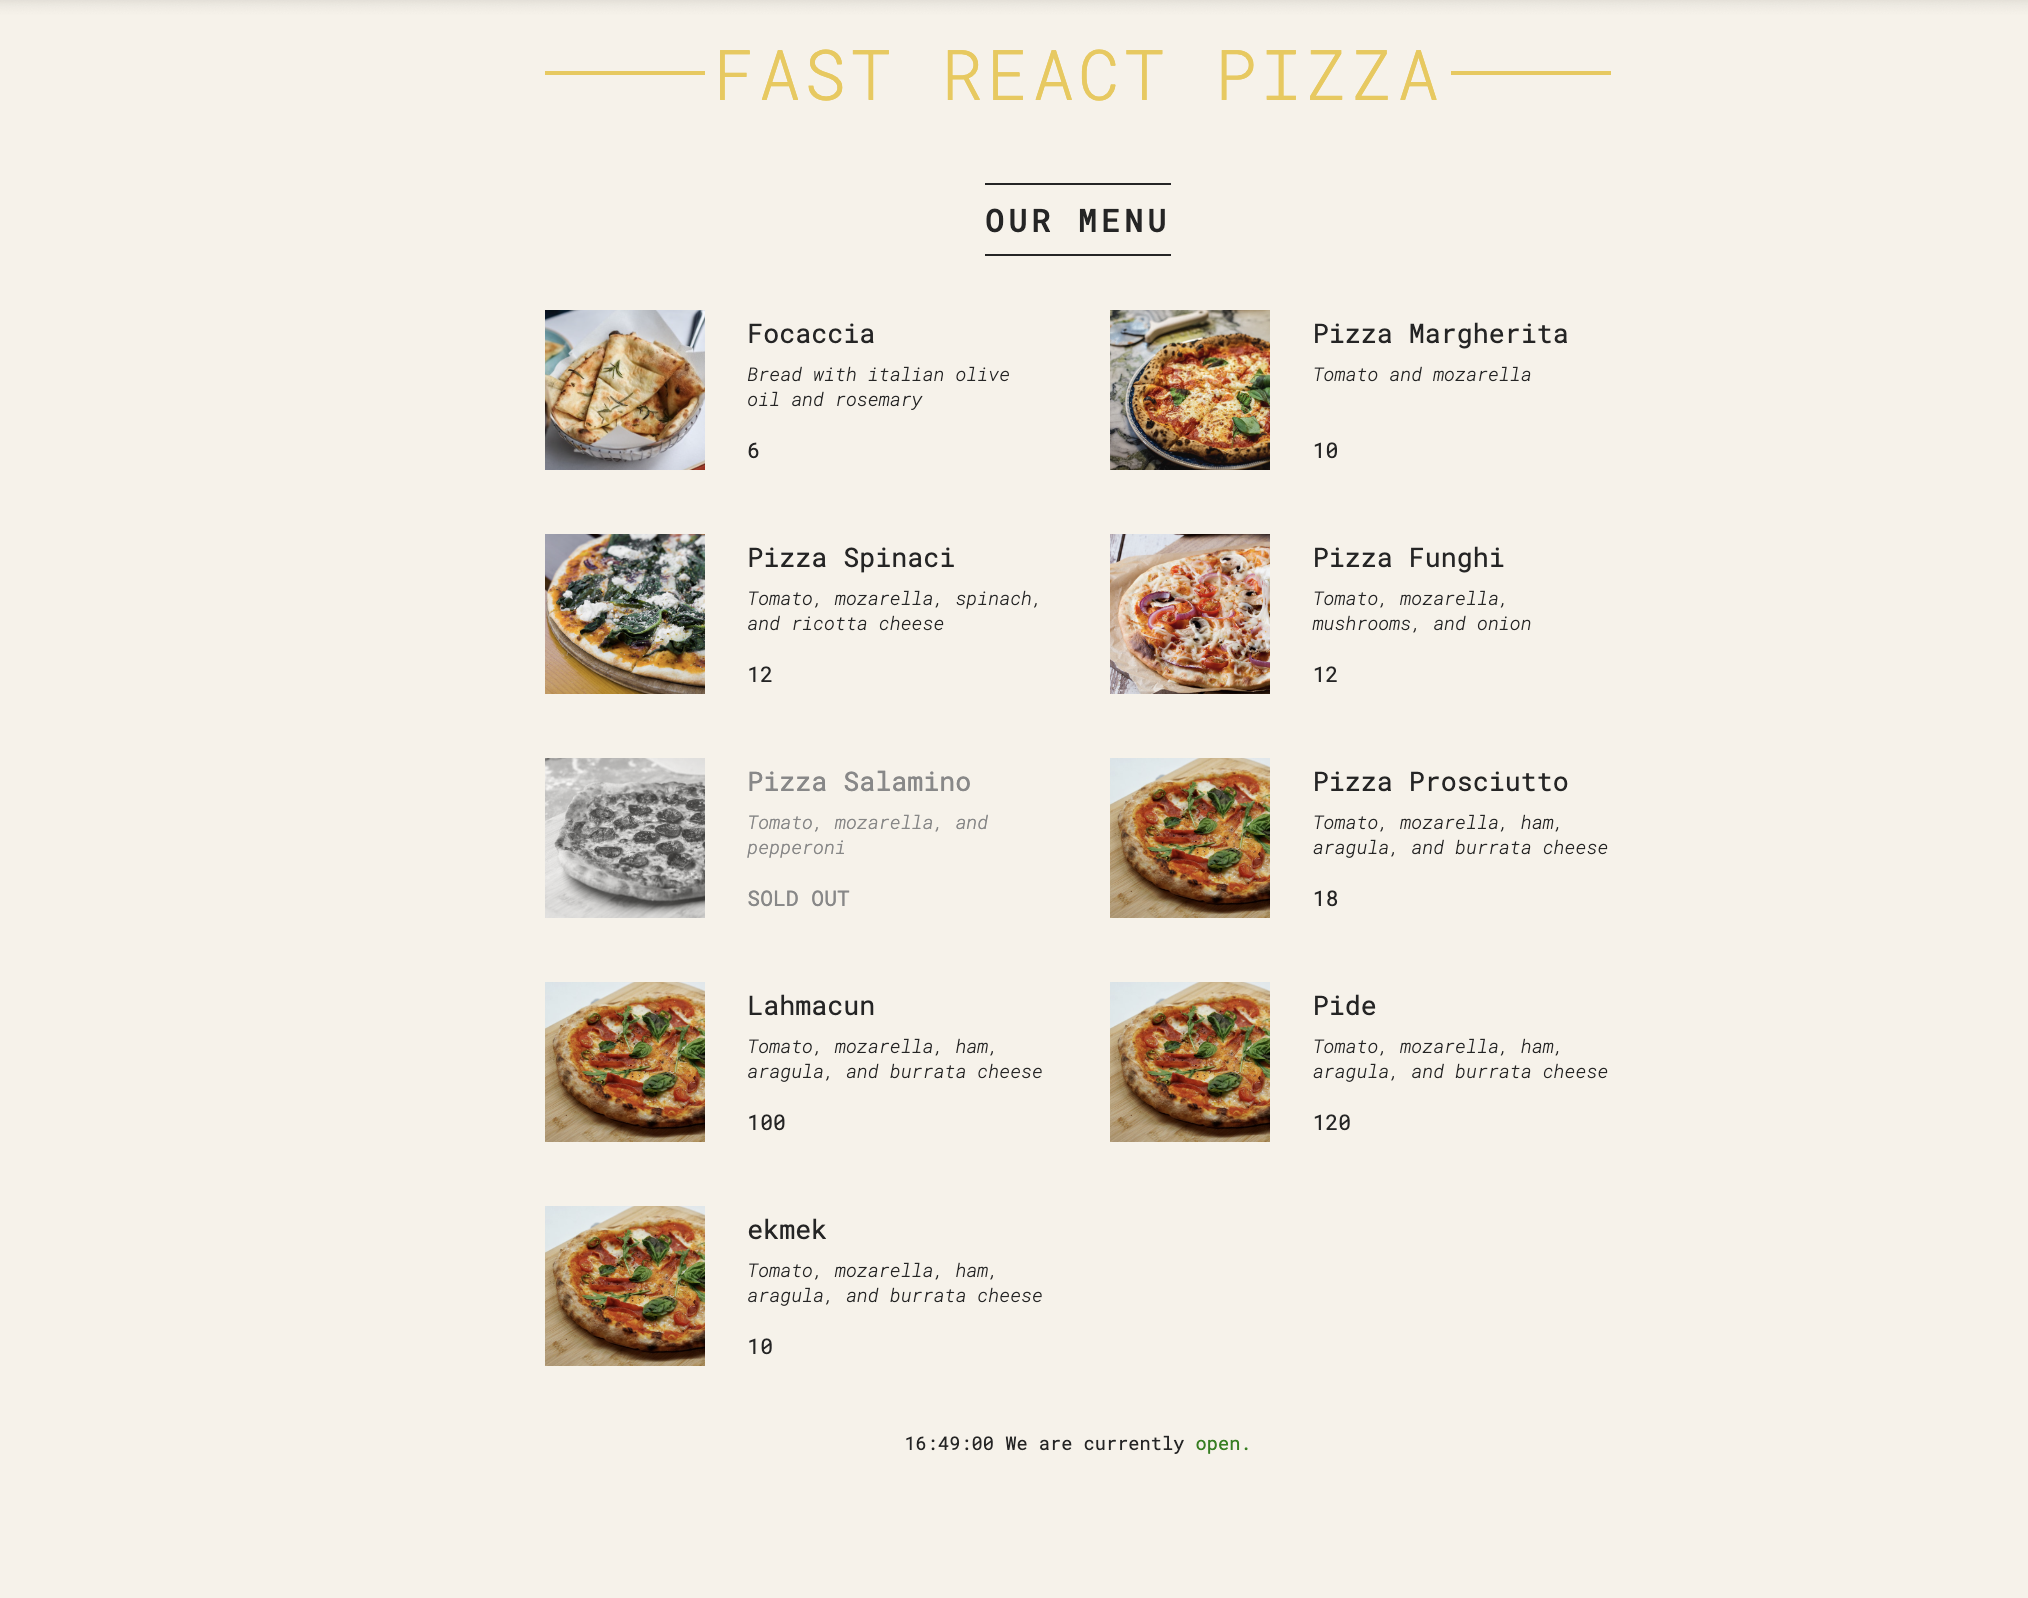 FAST REACT PIZZA
OUR MENU
Focaccia
Bread with italian olive
oil and rosemary
6
Pizza Margherita
Tomato and mozarella
10
Pizza Spinaci
Tomato, mozarella, spinach,
and ricotta cheese
12
Pizza Funghi
Tomato, mozarella,
mushrooms, and onion
12
Pizza Salamino
Tomato, mozarella, and
pepperoni
SOLD OUT
Pizza Prosciutto
Tomato, mozarella, ham,
aragula, and burrata cheese
18
Lahmacun
Tomato, mozarella, ham,
aragula, and burrata cheese
100
Pide
Tomato, mozarella, ham,
aragula, and burrata cheese
120
ekmek
Tomato, mozarella, ham,
aragula, and burrata cheese
10
16:49:00 We are currently open.